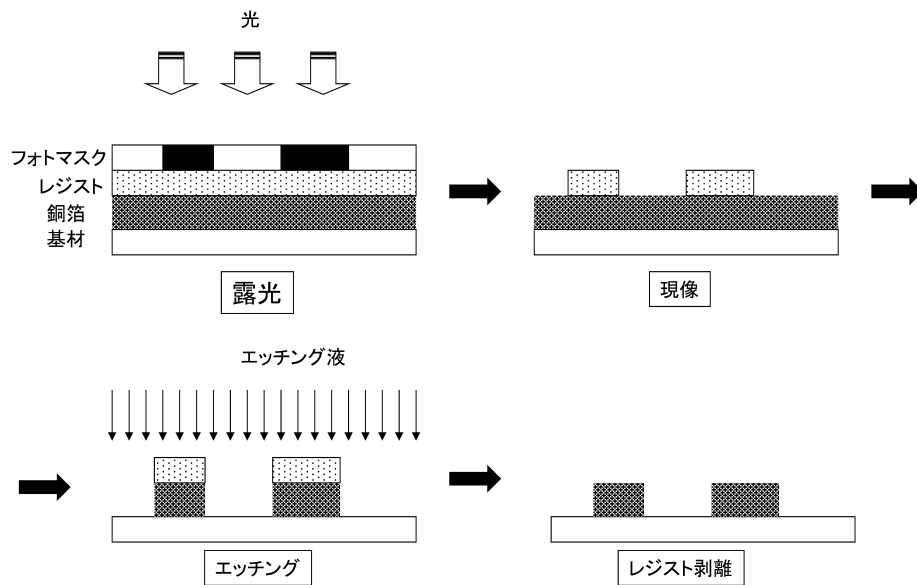 光
フォトマスク
レジスト
銅箔
基材
露光
現像
エッチング液
エッチング
レジスト剥離